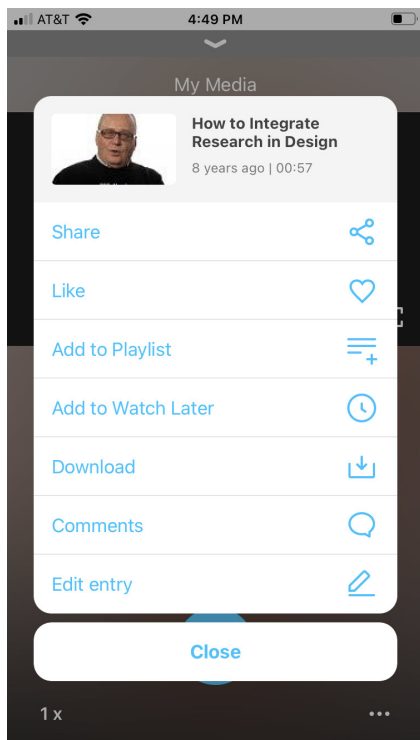 AT&T
4:49 PM
My Media
How to Integrate
Research in Design
8 years ago | 00:57
Share
Like
Add to Playlist
Add to Watch Later
Download
Comments
Edit entry
Close
1 x